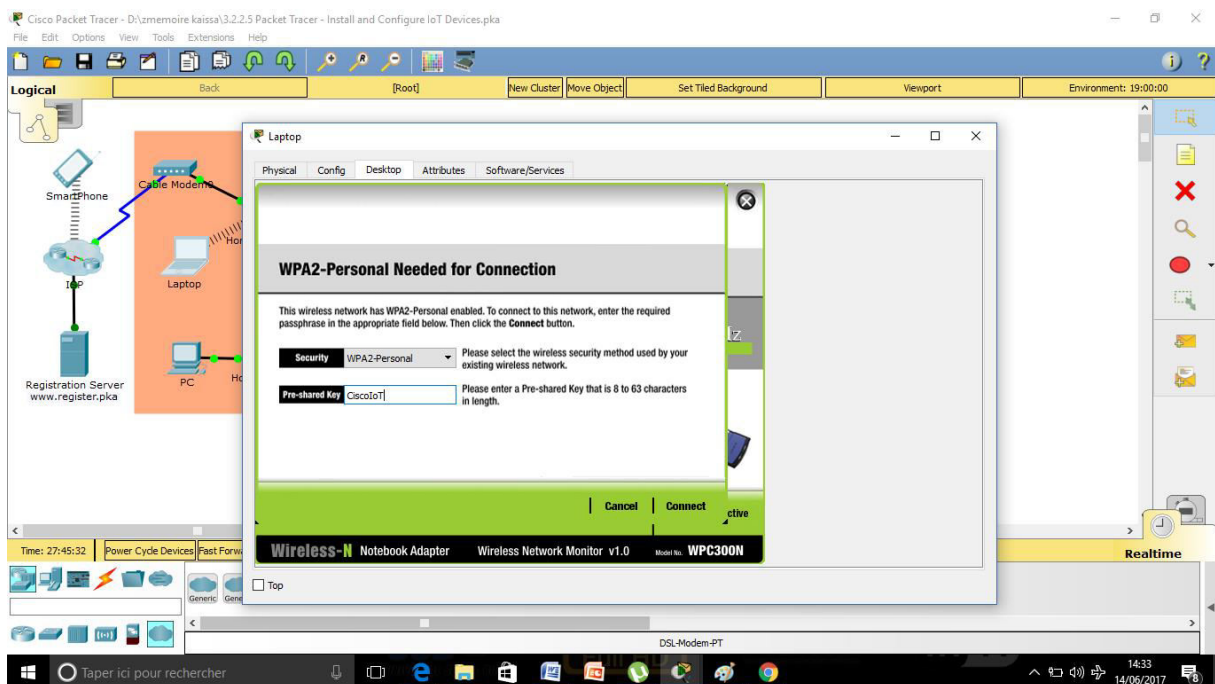 Cisco Packet Tracer - D:\zmemoire kaissa\3.2.2.5 Packet Tracer - Install and Configure IoT Devices.pka
File Edit Options View Tools Extensions Help
Logical Back [Root] New Cluster Move Object Set Tiled Background Viewport Environment: 19:00:00
Laptop
Physical Config Desktop Attributes Software/Services
Cable Modem0
SmartPhone
Laptop
WPA2-Personal Needed for Connection
This wireless network has WPA2-Personal enabled. To connect to this network, enter the required
passphrase in the appropriate field below. Then click the Connect button.
Security WPA2-Personal Please select the wireless security method used by your
existing wireless network.
Pre-shared Key CiscoIoT Please enter a Pre-shared Key that is 8 to 63 characters
in length.
Registration Server
www.register.pka
PC
Cancel Connect
Wireless-N Notebook Adapter Wireless Network Monitor v1.0 Model No. WPC300N
Time: 27:45:32 Power Cycle Devices Realtime
Top
Generic
DSL-Modem-PT
Taper ici pour rechercher
14:33
14/06/2017